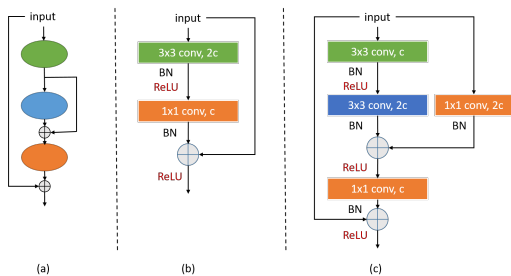 input
(a)
input
3x3 conv, 2c
BN
ReLU
1x1 conv, c
BN
ReLU
(b)
input
3x3 conv, c
BN
ReLU
3x3 conv, 2c
1x1 conv, 2c
BN
BN
ReLU
1x1 conv, c
BN
ReLU
(c)